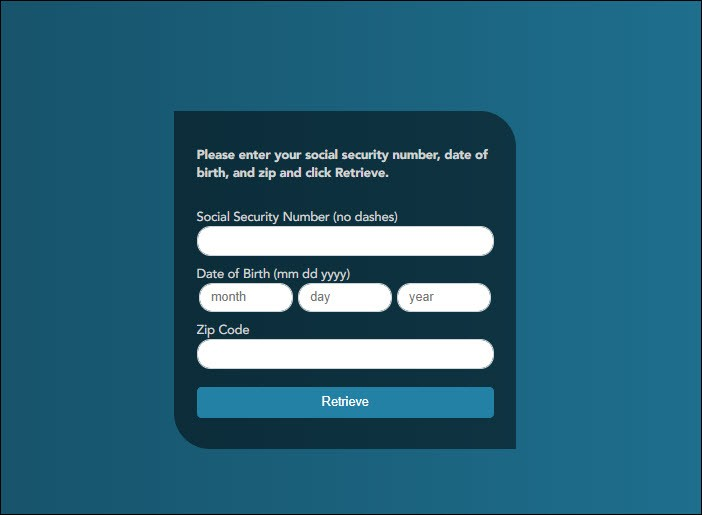 Please enter your social security number, date of
birth, and zip and click Retrieve.
Social Security Number (no dashes)
Date of Birth (mm dd yyyy)
month day year
Zip Code
Retrieve